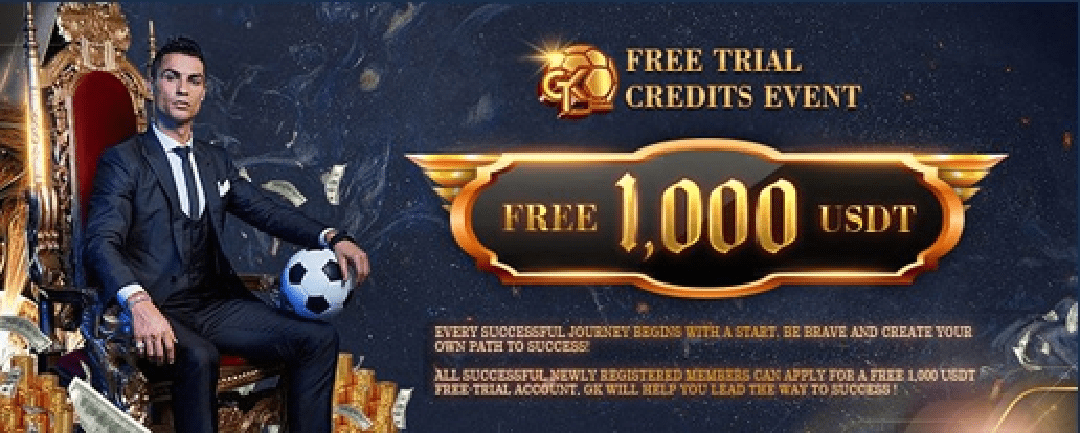 GK
FREE TRIAL
CREDITS EVENT
FREE 1,000 USDT
EVERY SUCCESSFUL JOURNEY BEGINS WITH A START. BE BRAVE AND CREATE YOUR
OWN PATH TO SUCCESS!
ALL SUCCESSFUL NEWLY REGISTERED MEMBERS CAN APPLY FOR A FREE 1,000 USDT
FREE TRIAL ACCOUNT. GK WILL HELP YOU LEAD THE WAY TO SUCCESS !